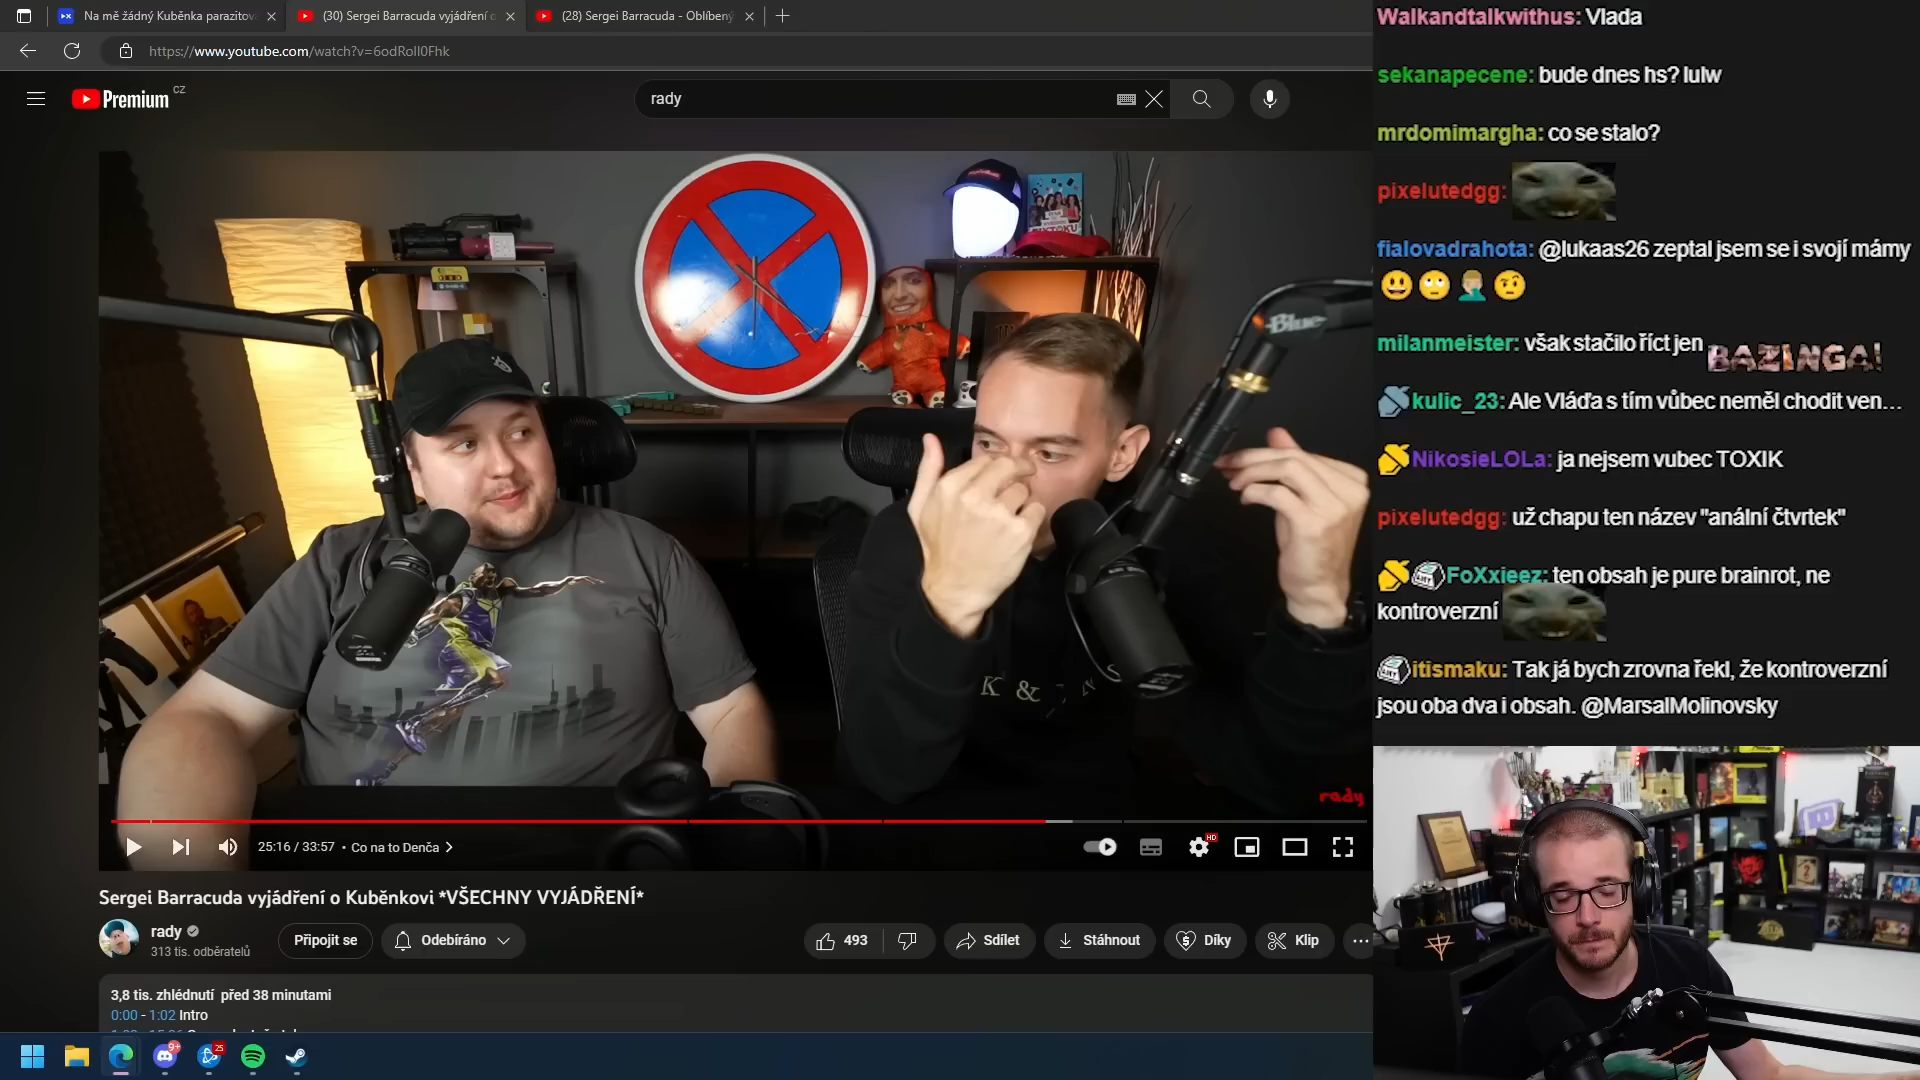 Na mě žádný Kuběnka parazitova
(30) Sergei Barracuda vyjádření o
(28) Sergei Barracuda - Oblíbený
https://www.youtube.com/watch?v=6odRoll0Fhk
Premium CZ
rady
Blue
K &
rady
25:16 / 33:57 • Co na to Denča
HD
Sergei Barracuda vyjádření o Kuběnkovi *VŠECHNY VYJÁDŘENÍ*
rady
313 tis. odběratelů
Připojit se
Odebíráno
493
Sdílet
Stáhnout
Díky
Klip
3,8 tis. zhlédnutí před 38 minutami
0:00 - 1:02 Intro
9+
25
Walkandtalkwithus: Vlada
sekanapecene: bude dnes hs? lulw
mrdomimargha: co se stalo?
pixelutedgg:
fialovadrahota: @lukaas26 zeptal jsem se i svojí mámy
milanmeister: však stačilo říct jen BAZINGA!
kulic_23: Ale Vláďa s tím vůbec neměl chodit ven...
NikosieLOLa: ja nejsem vubec TOXIK
pixelutedgg: už chapu ten název "anální čtvrtek"
FoXxieez: ten obsah je pure brainrot, ne
kontroverzní
itismaku: Tak já bych zrovna řekl, že kontroverzní
jsou oba dva i obsah. @MarsalMolinovsky